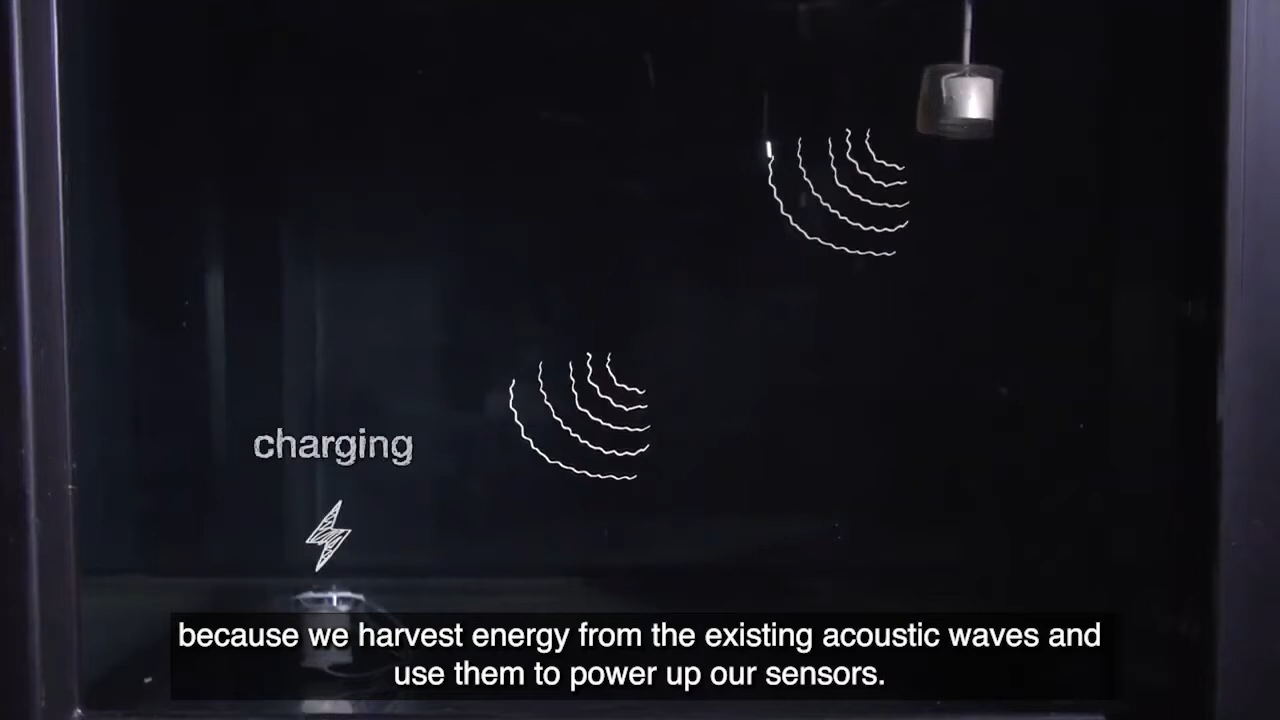 charging
because we harvest energy from the existing acoustic waves and
use them to power up our sensors.